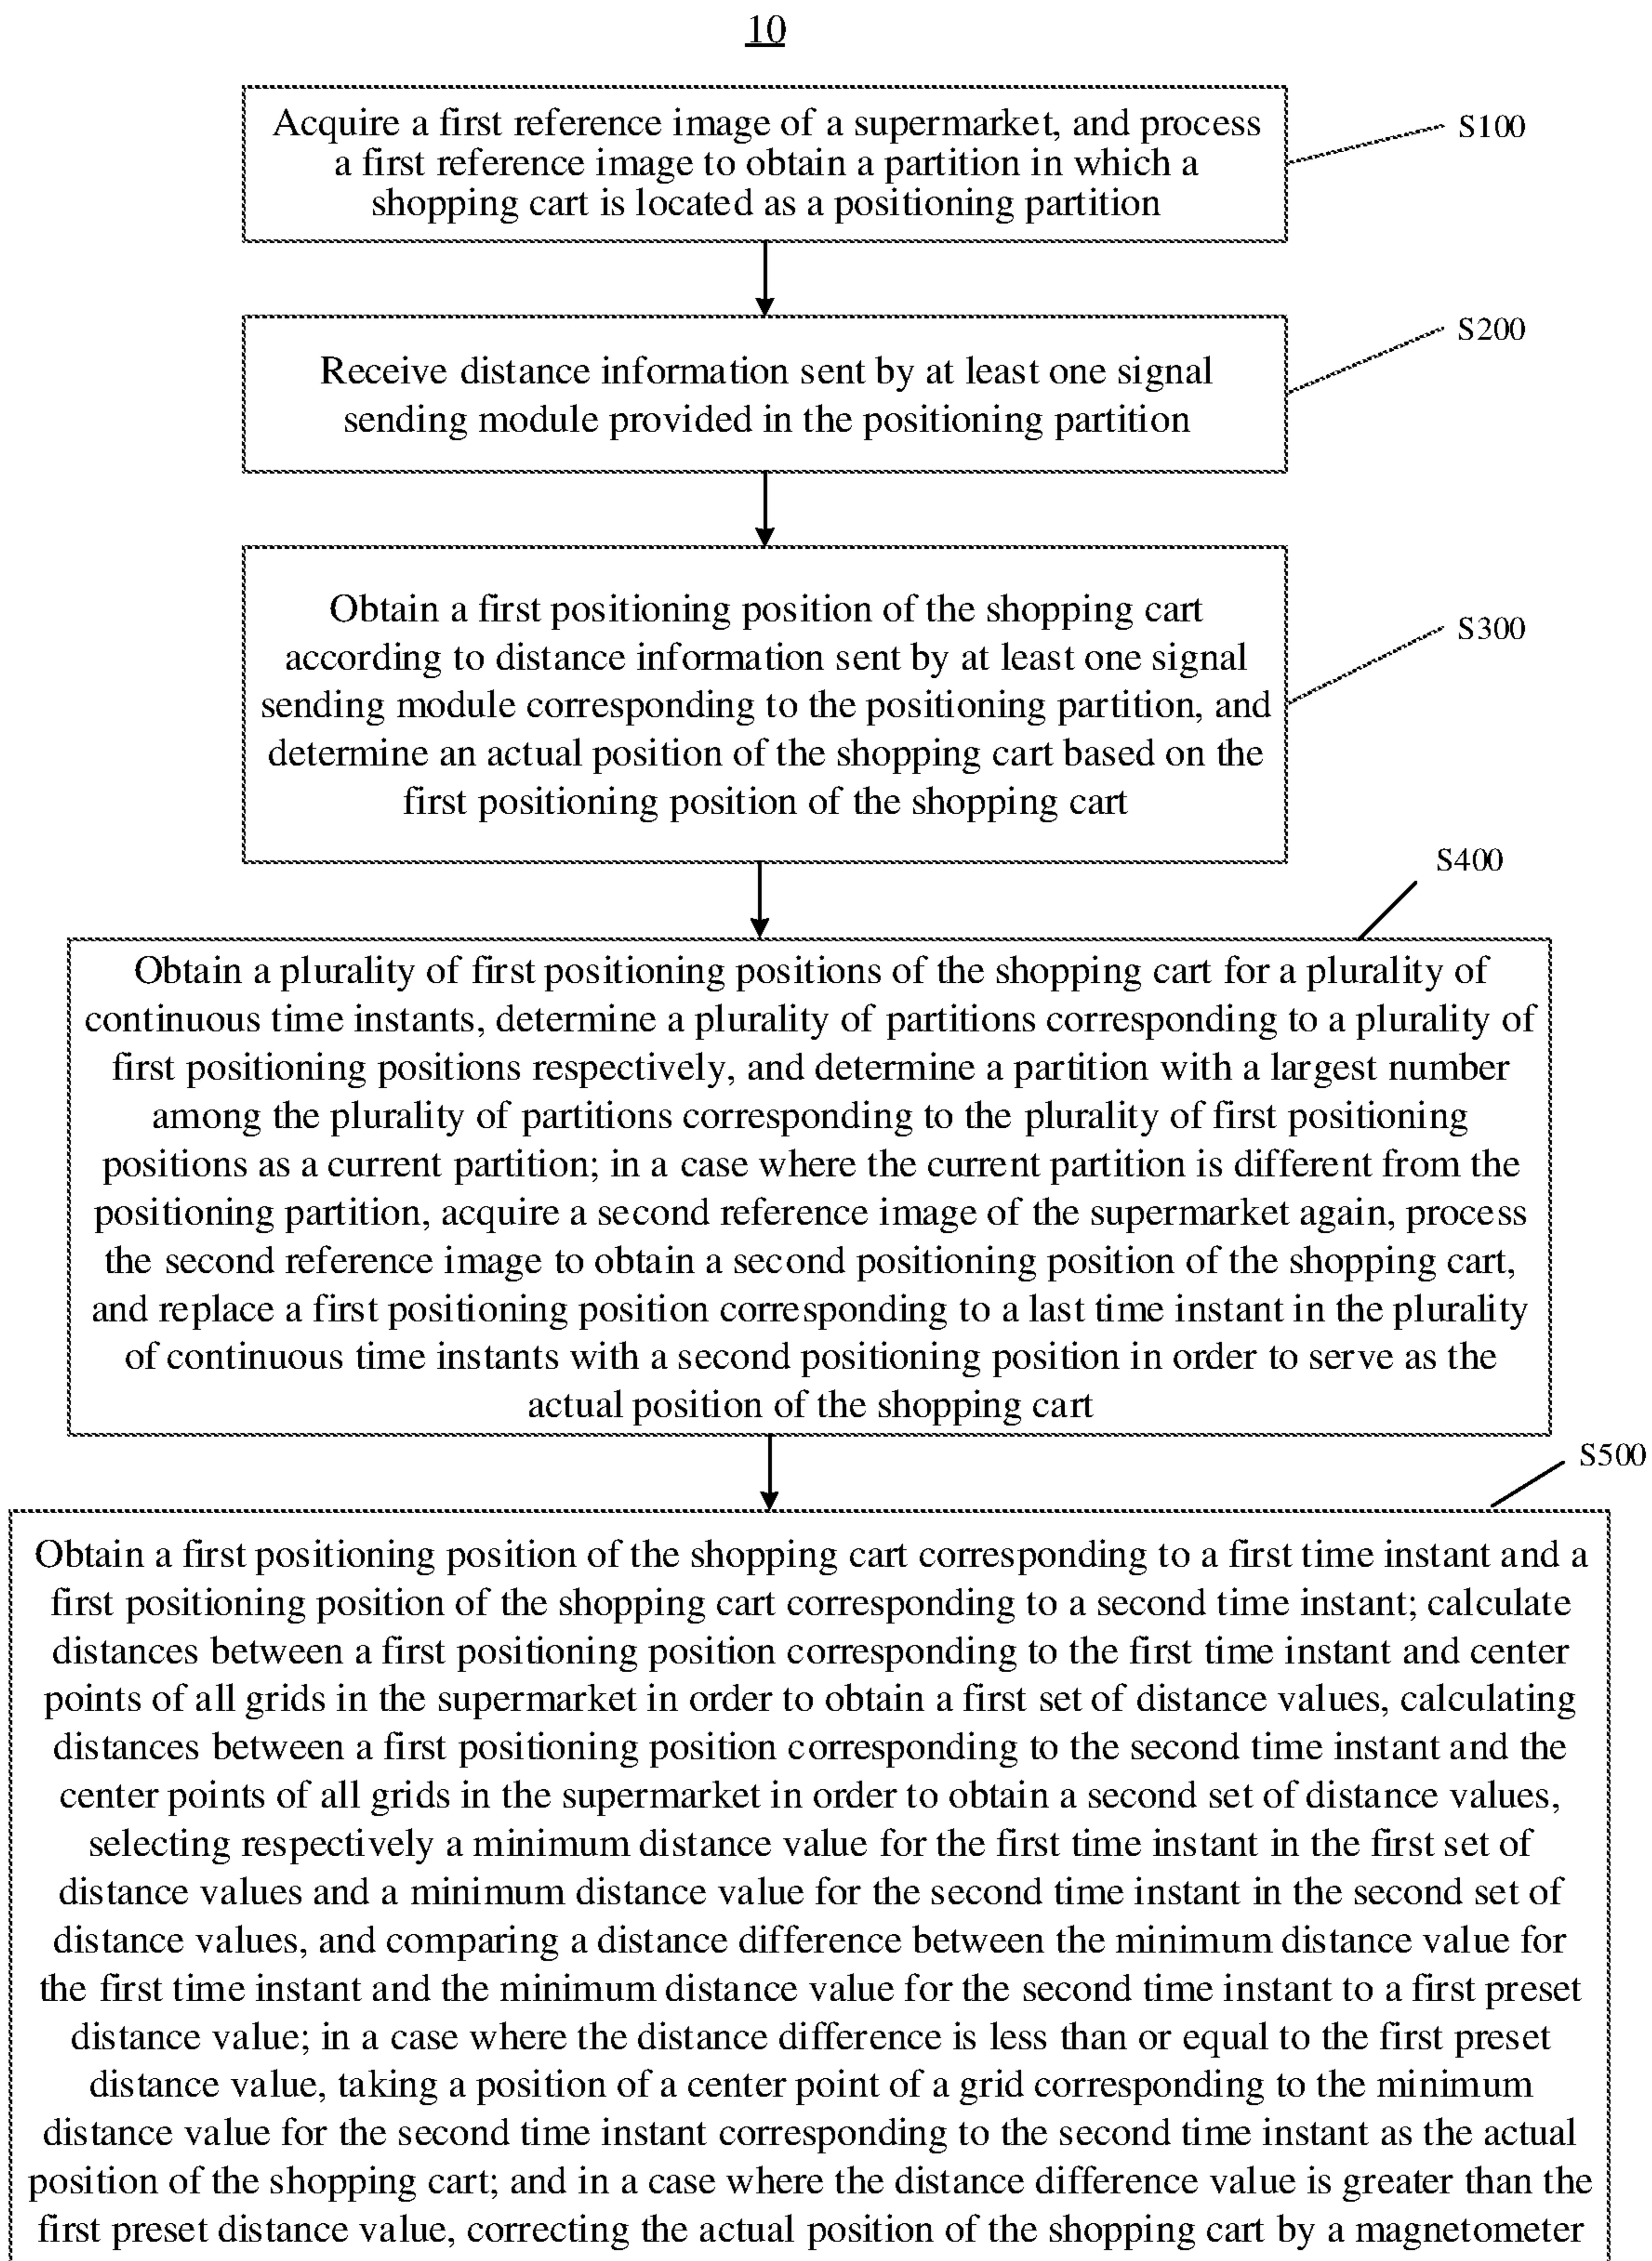 10
Acquire a first reference image of a supermarket, and process
a first reference image to obtain a partition in which a
shopping cart is located as a positioning partition
S100
Receive distance information sent by at least one signal
sending module provided in the positioning partition
S200
Obtain a first positioning position of the shopping cart
according to distance information sent by at least one signal
sending module corresponding to the positioning partition, and
determine an actual position of the shopping cart based on the
first positioning position of the shopping cart
S300
S400
Obtain a plurality of first positioning positions of the shopping cart for a plurality of
continuous time instants, determine a plurality of partitions corresponding to a plurality of
first positioning positions respectively, and determine a partition with a largest number
among the plurality of partitions corresponding to the plurality of first positioning
positions as a current partition; in a case where the current partition is different from the
positioning partition, acquire a second reference image of the supermarket again, process
the second reference image to obtain a second positioning position of the shopping cart,
and replace a first positioning position corresponding to a last time instant in the plurality
of continuous time instants with a second positioning position in order to serve as the
actual position of the shopping cart
S500
Obtain a first positioning position of the shopping cart corresponding to a first time instant and a
first positioning position of the shopping cart corresponding to a second time instant; calculate
distances between a first positioning position corresponding to the first time instant and center
points of all grids in the supermarket in order to obtain a first set of distance values, calculating
distances between a first positioning position corresponding to the second time instant and the
center points of all grids in the supermarket in order to obtain a second set of distance values,
selecting respectively a minimum distance value for the first time instant in the first set of
distance values and a minimum distance value for the second time instant in the second set of
distance values, and comparing a distance difference between the minimum distance value for
the first time instant and the minimum distance value for the second time instant to a first preset
distance value; in a case where the distance difference is less than or equal to the first preset
distance value, taking a position of a center point of a grid corresponding to the minimum
distance value for the second time instant corresponding to the second time instant as the actual
position of the shopping cart; and in a case where the distance difference value is greater than the
first preset distance value, correcting the actual position of the shopping cart by a magnetometer